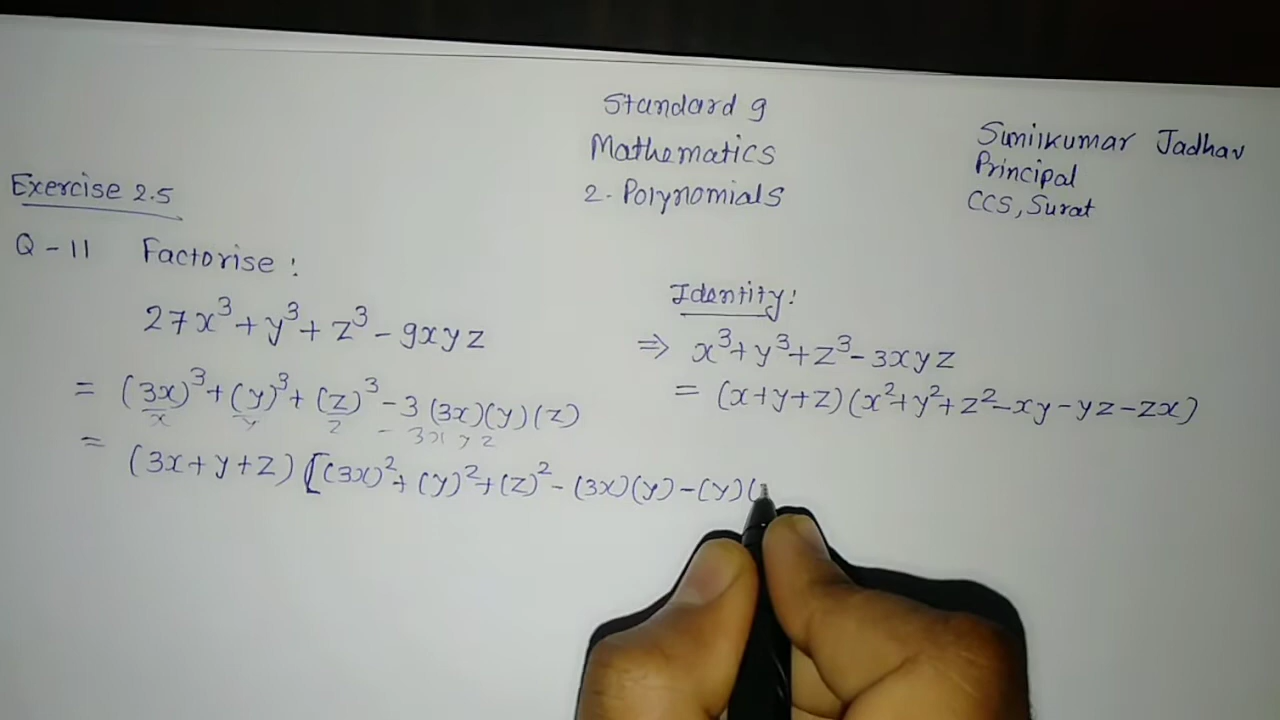 Standard 9
Mathematics
2. Polynomials
Sunilkumar Jadhav
Principal
CCS, Surat
Exercise 2.5
Q - 11 Factorise :
27x³ + y³ + z³ - 9xyz
= (3x)³ + (y)³ + (z)³ - 3 (3x)(y)(z)
x y z - 3x y z
= (3x + y + z) [(3x)² + (y)² + (z)² - (3x)(y) - (y)(
Identity :
⇒ x³ + y³ + z³ - 3xyz
= (x+y+z) (x² + y² + z² - xy - yz - zx)